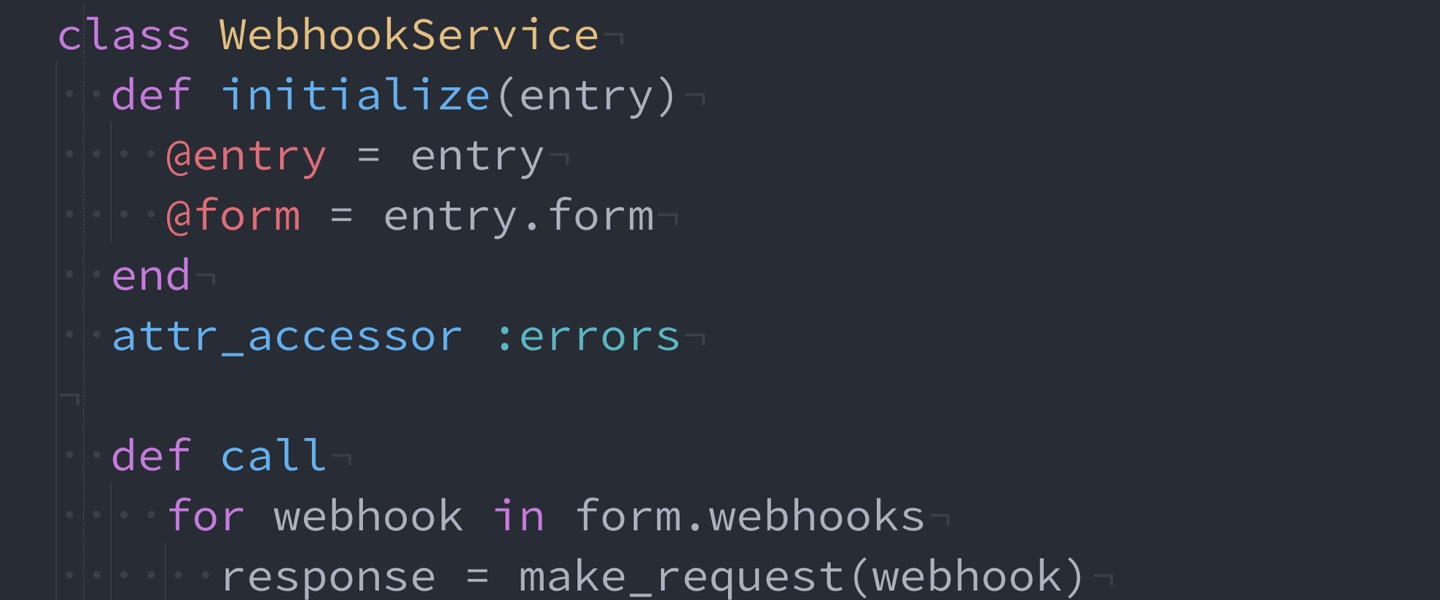 class WebhookService
  def initialize(entry)
    @entry = entry
    @form = entry.form
  end
  attr_accessor :errors

  def call
    for webhook in form.webhooks
      response = make_request(webhook)